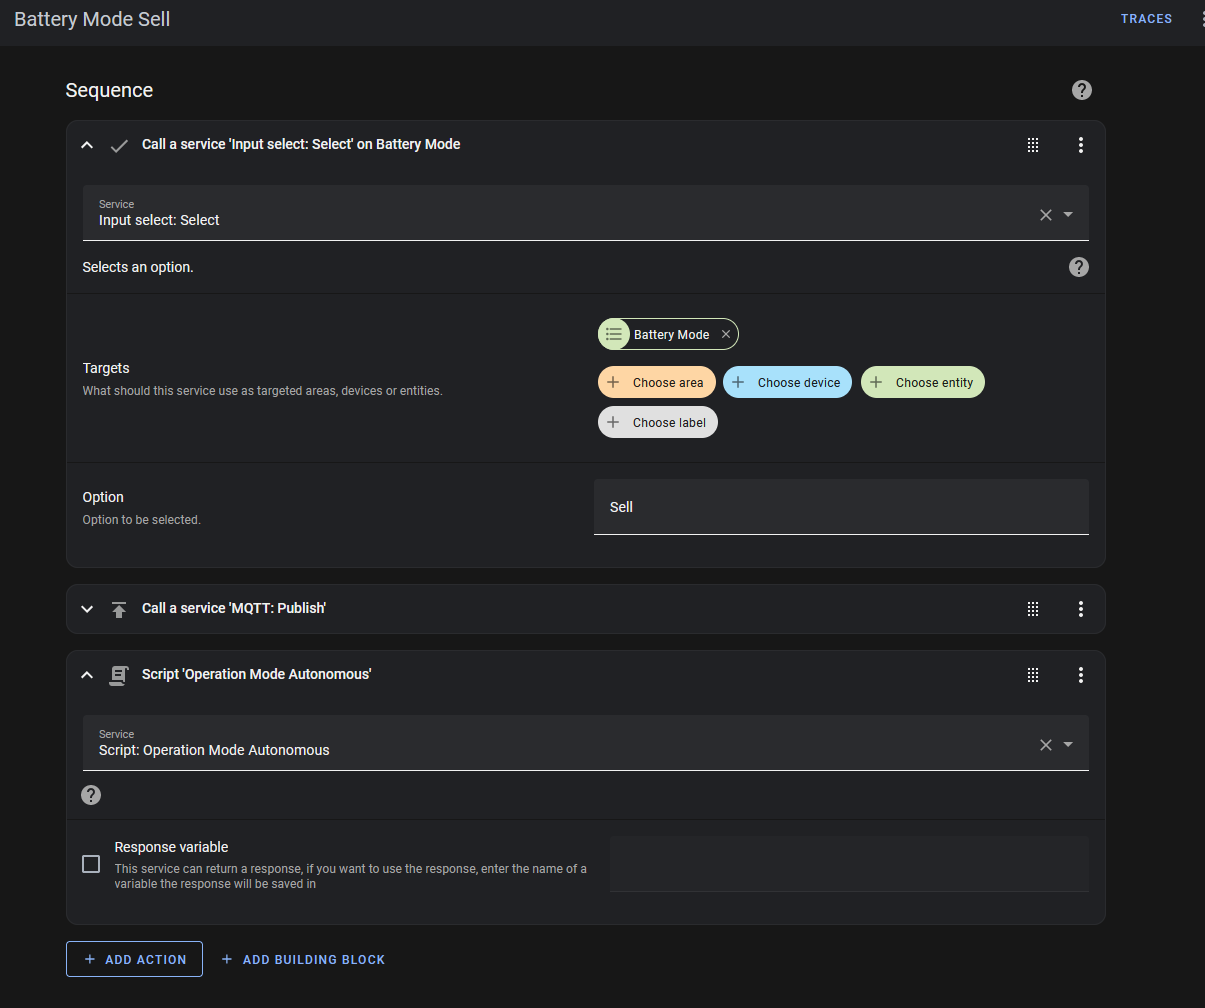 Battery Mode Sell
TRACES
Sequence
Call a service 'Input select: Select' on Battery Mode
Service
Input select: Select
Selects an option.
Battery Mode
Targets
What should this service use as targeted areas, devices or entities.
Choose area
Choose device
Choose entity
Choose label
Option
Option to be selected.
Sell
Call a service 'MQTT: Publish'
Script 'Operation Mode Autonomous'
Service
Script: Operation Mode Autonomous
Response variable
This service can return a response, if you want to use the response, enter the name of a
variable the response will be saved in
ADD ACTION
ADD BUILDING BLOCK